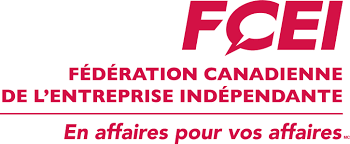 FCEI
FÉDÉRATION CANADIENNE
DE L'ENTREPRISE INDÉPENDANTE
En affaires pour vos affaires